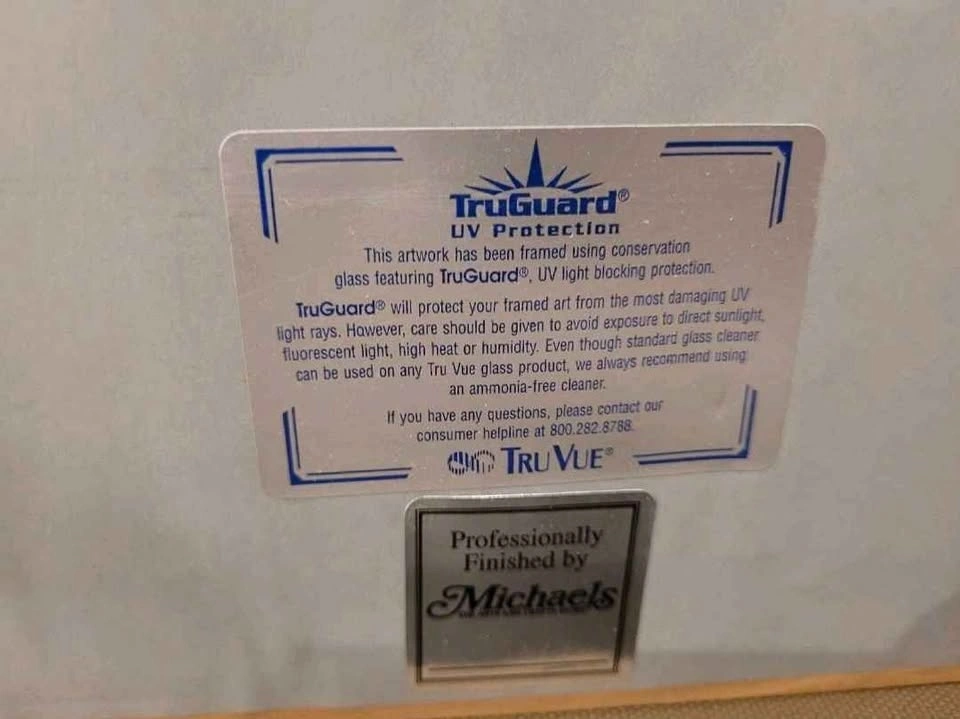 TruGuard®
UV Protection
This artwork has been framed using conservation
glass featuring TruGuard®, UV light blocking protection.
TruGuard® will protect your framed art from the most damaging UV
light rays. However, care should be given to avoid exposure to direct sunlight,
fluorescent light, high heat or humidity. Even though standard glass cleaner
can be used on any Tru Vue glass product, we always recommend using
an ammonia-free cleaner.
If you have any questions, please contact our
consumer helpline at 800.282.8788.
TRU VUE®
Professionally
Finished by
Michaels